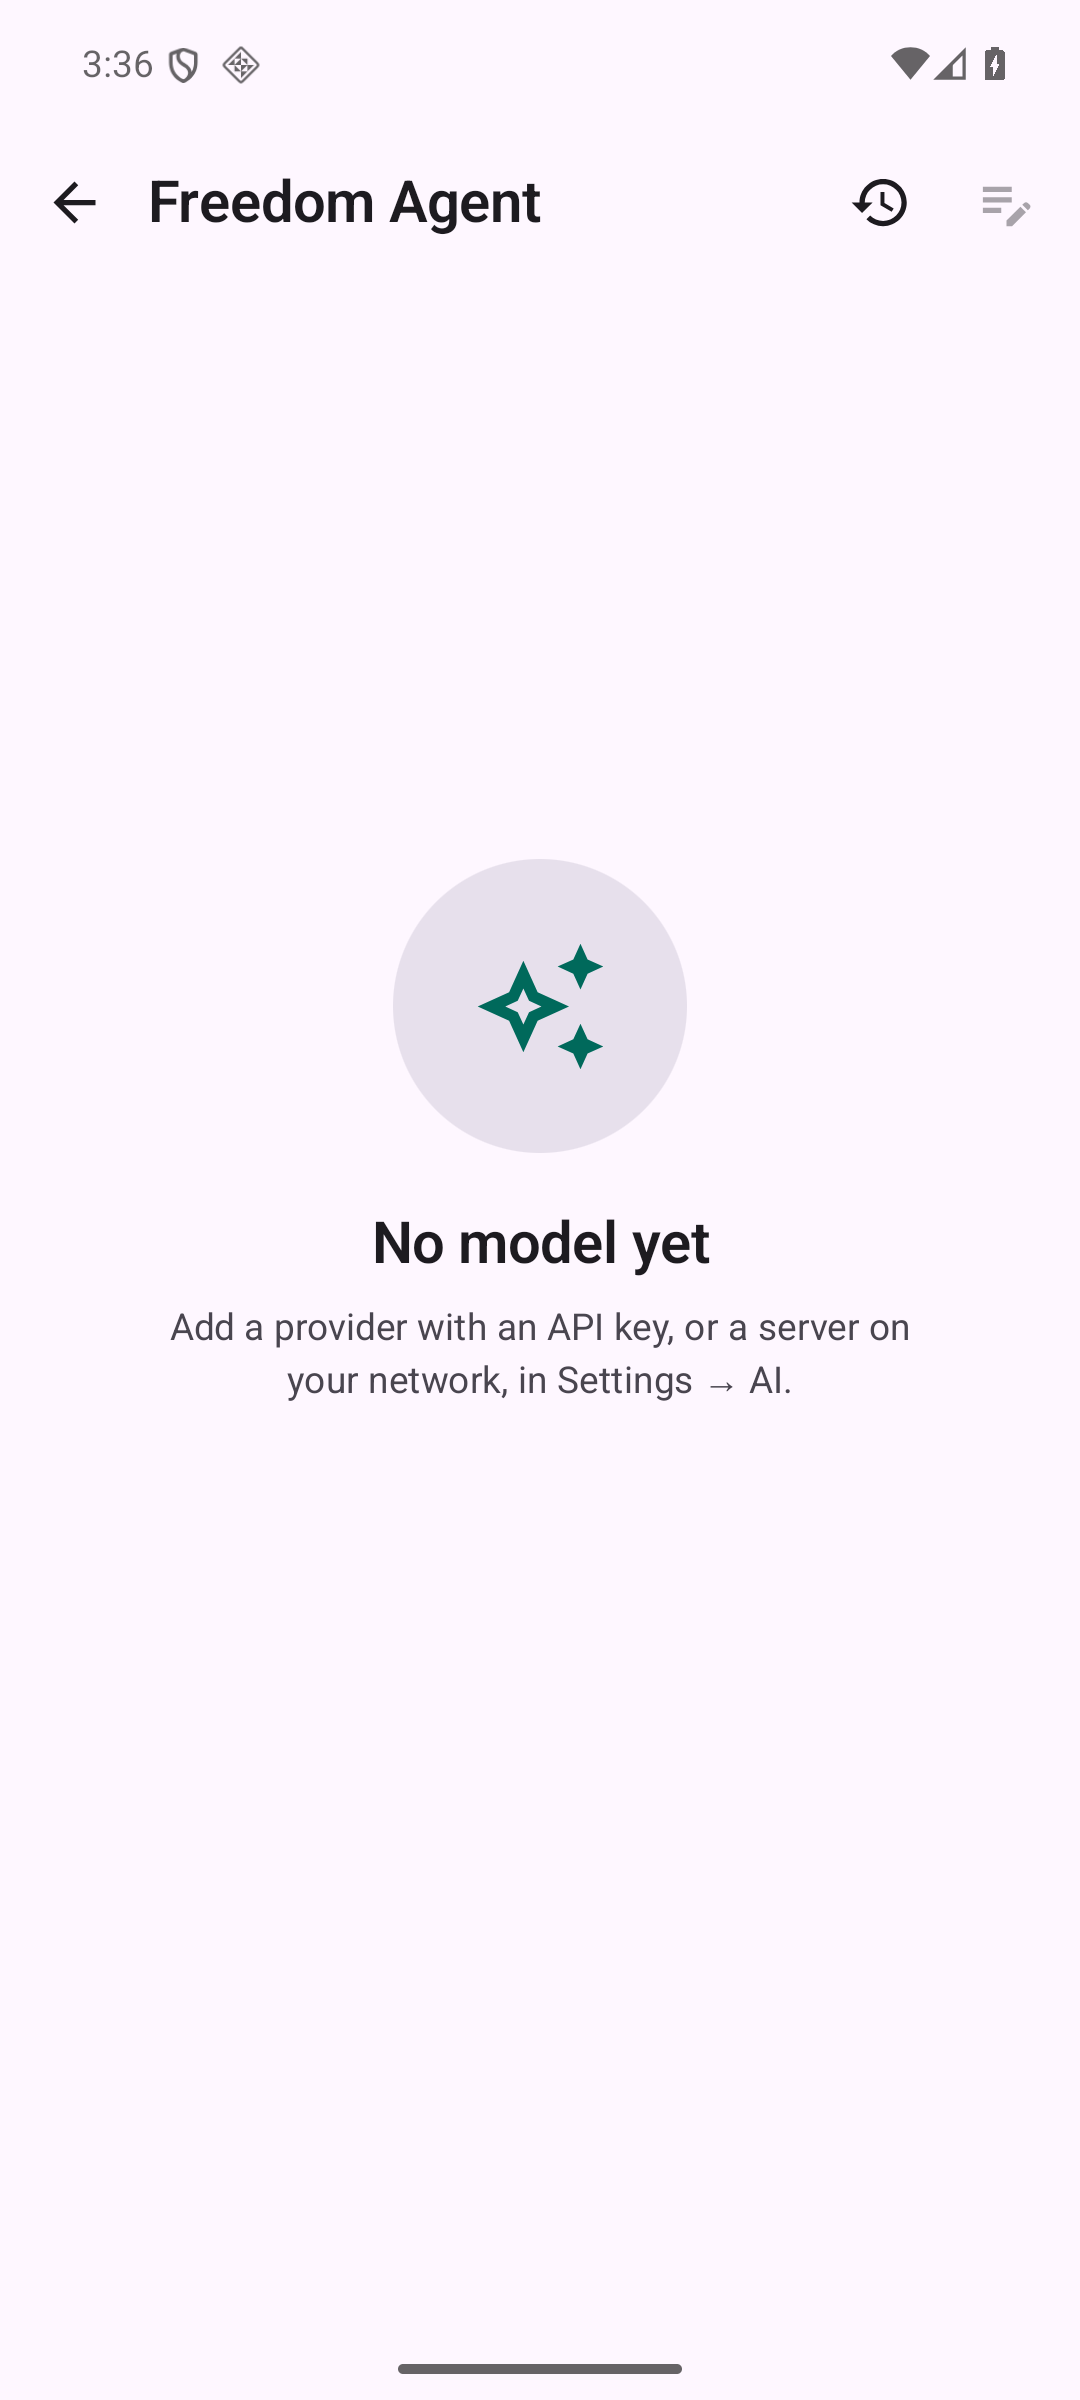 3:36
Freedom Agent
No model yet
Add a provider with an API key, or a server on
your network, in Settings → AI.